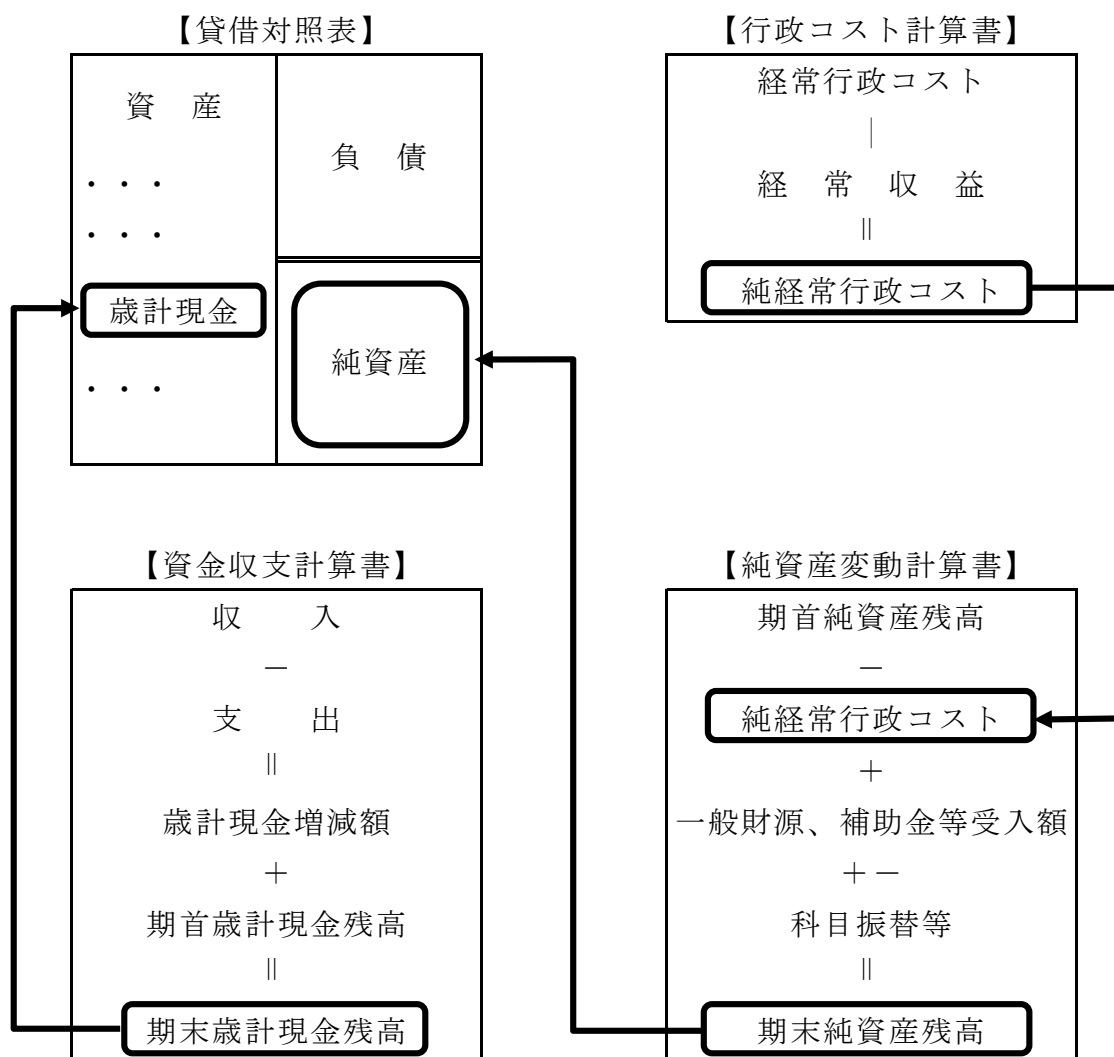 【貸借対照表】
資　産
・・・
・・・
歳計現金
・・・
負　債
純資産
【行政コスト計算書】
経常行政コスト
｜
経　常　収　益
॥
純経常行政コスト
【資金収支計算書】
収　　入
－
支　　出
॥
歳計現金増減額
＋
期首歳計現金残高
॥
期末歳計現金残高
【純資産変動計算書】
期首純資産残高
－
純経常行政コスト
＋
一般財源、補助金等受入額
＋－
科目振替等
॥
期末純資産残高